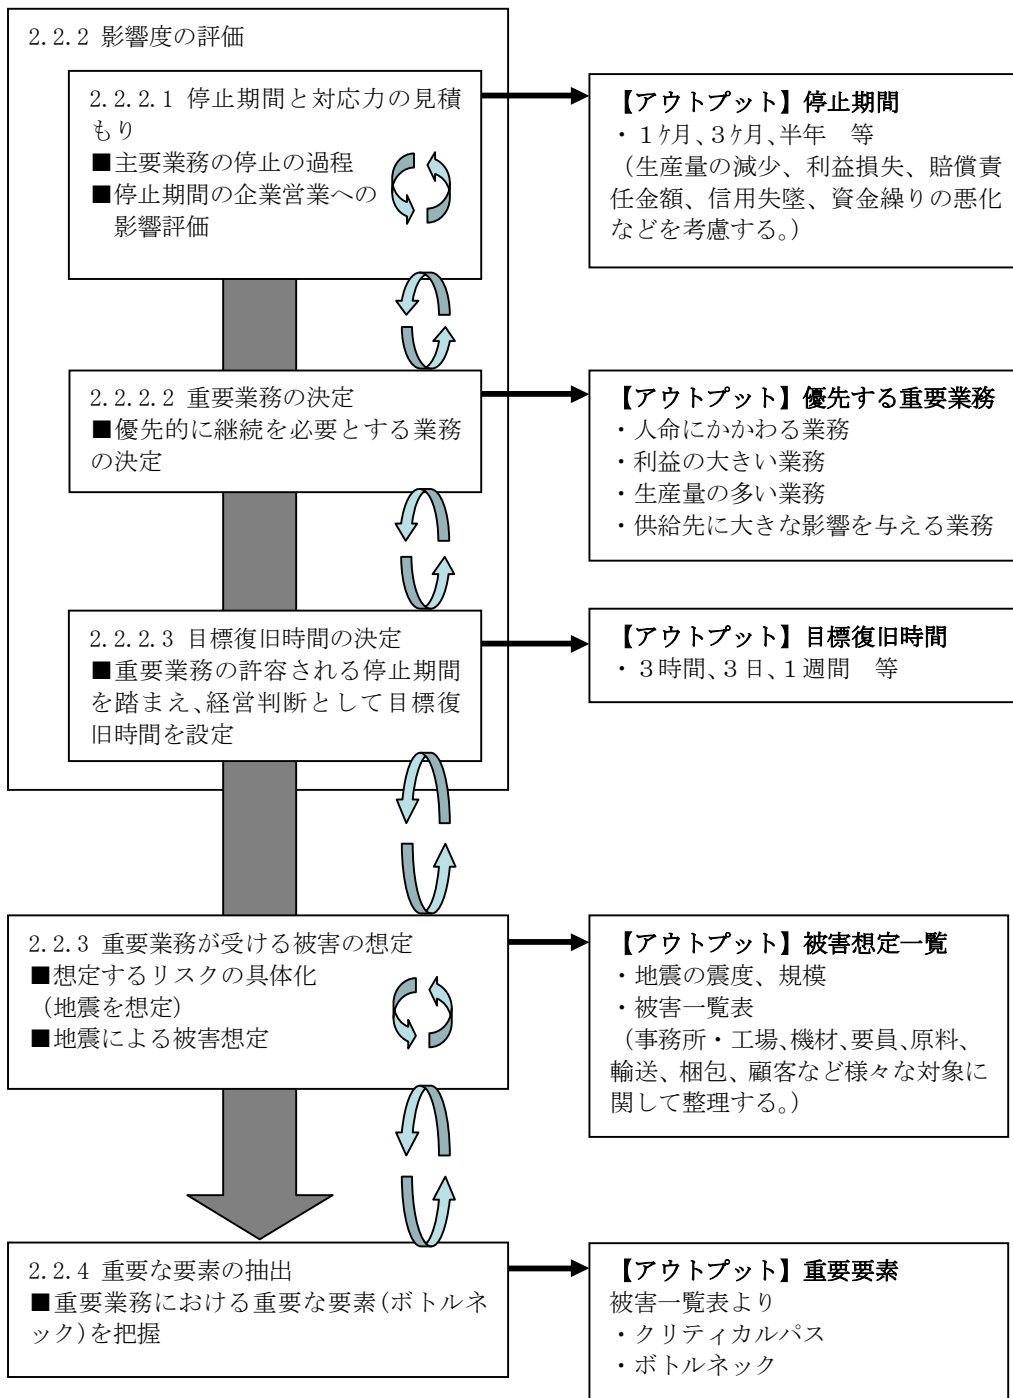 2.2.2 影響度の評価
2.2.2.1 停止期間と対応力の見積
もり
■主要業務の停止の過程
■停止期間の企業営業への
影響評価
【アウトプット】停止期間
・１ｹ月、３ｹ月、半年　等
（生産量の減少、利益損失、賠償責
任金額、信用失墜、資金繰りの悪化
などを考慮する。）
2.2.2.2 重要業務の決定
■優先的に継続を必要とする業務
の決定
【アウトプット】優先する重要業務
・人命にかかわる業務
・利益の大きい業務
・生産量の多い業務
・供給先に大きな影響を与える業務
2.2.2.3 目標復旧時間の決定
■重要業務の許容される停止期間
を踏まえ、経営判断として目標復
旧時間を設定
【アウトプット】目標復旧時間
・３時間、３日、１週間　等
2.2.3 重要業務が受ける被害の想定
■想定するリスクの具体化
（地震を想定）
■地震による被害想定
【アウトプット】被害想定一覧
・地震の震度、規模
・被害一覧表
（事務所・工場、機材、要員、原料、
輸送、梱包、顧客など様々な対象に
関して整理する。）
2.2.4 重要な要素の抽出
■重要業務における重要な要素(ボトルネ
ック)を把握
【アウトプット】重要要素
被害一覧表より
・クリティカルパス
・ボトルネック